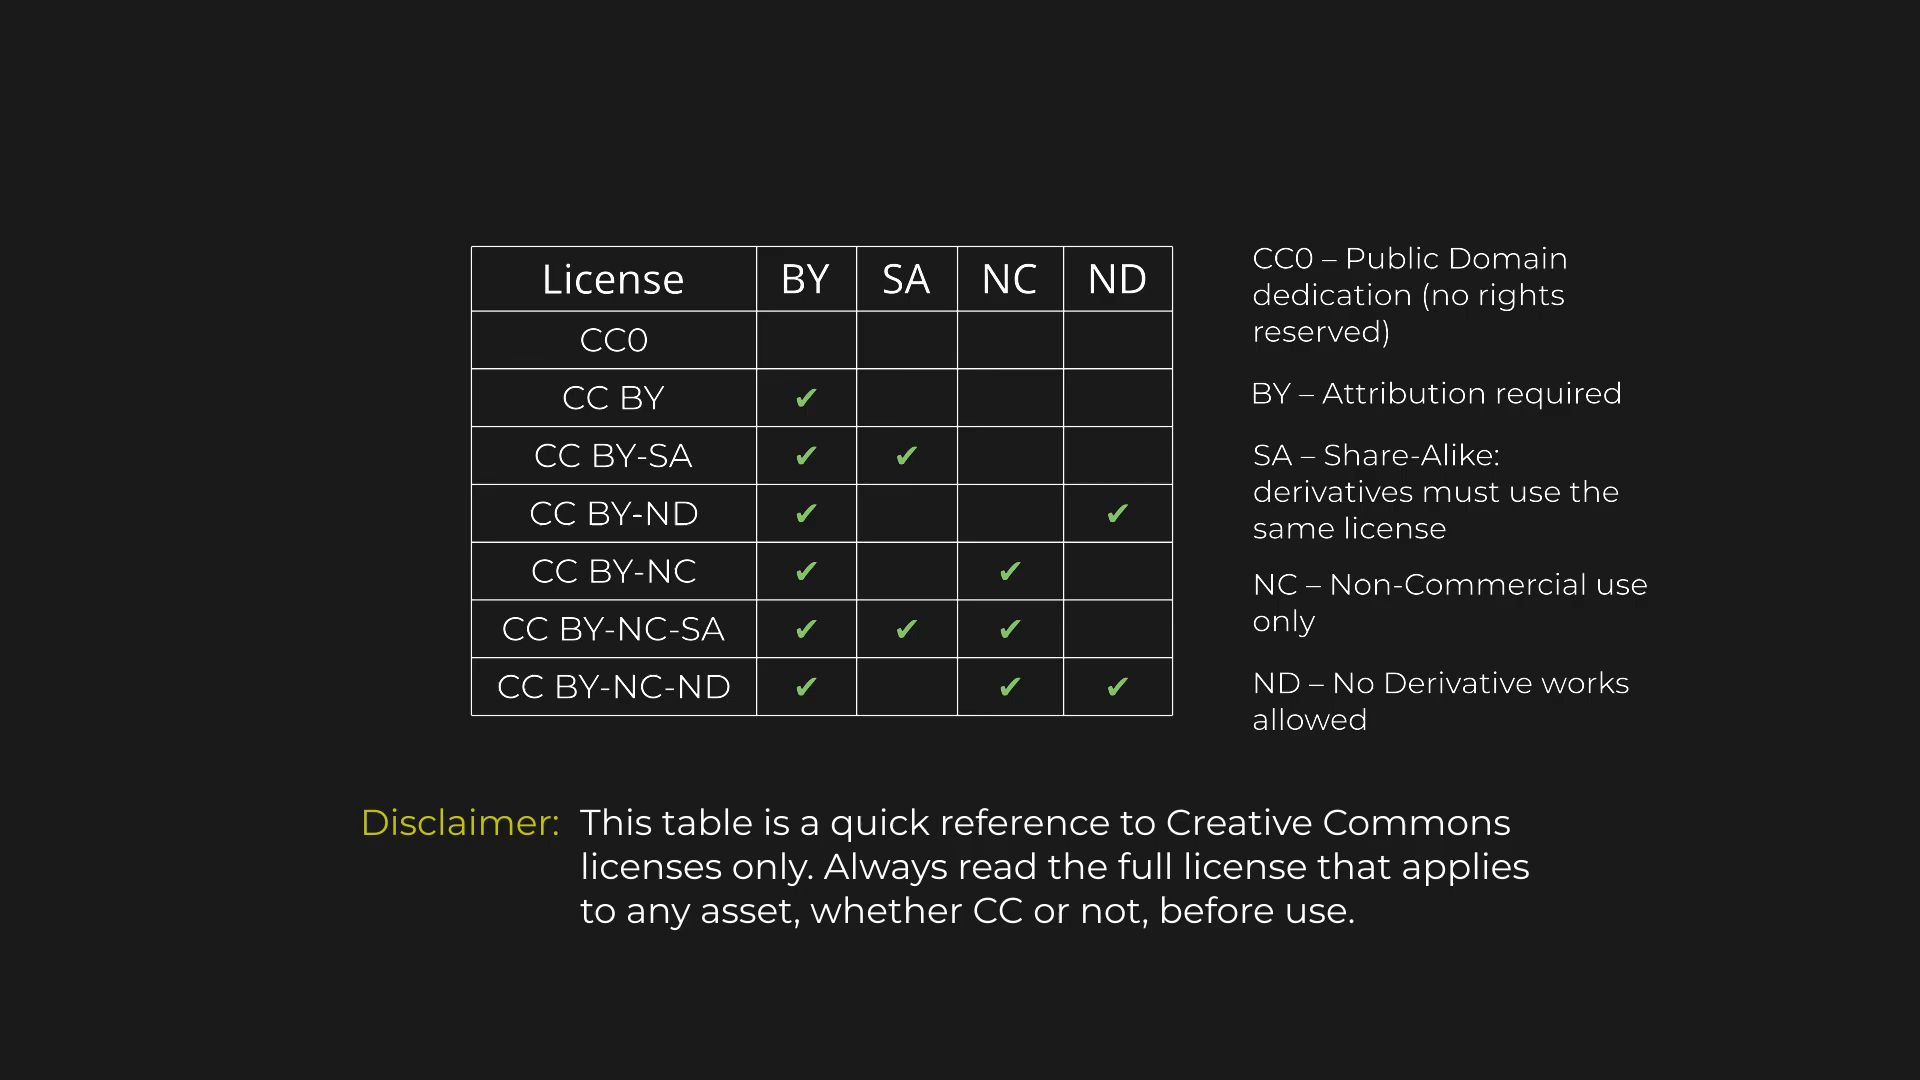 License BY SA NC ND
CC0
CC BY ✔
CC BY-SA ✔ ✔
CC BY-ND ✔ ✔
CC BY-NC ✔ ✔
CC BY-NC-SA ✔ ✔ ✔
CC BY-NC-ND ✔ ✔ ✔
CC0 – Public Domain
dedication (no rights
reserved)
BY – Attribution required
SA – Share-Alike:
derivatives must use the
same license
NC – Non-Commercial use
only
ND – No Derivative works
allowed
Disclaimer: This table is a quick reference to Creative Commons
licenses only. Always read the full license that applies
to any asset, whether CC or not, before use.